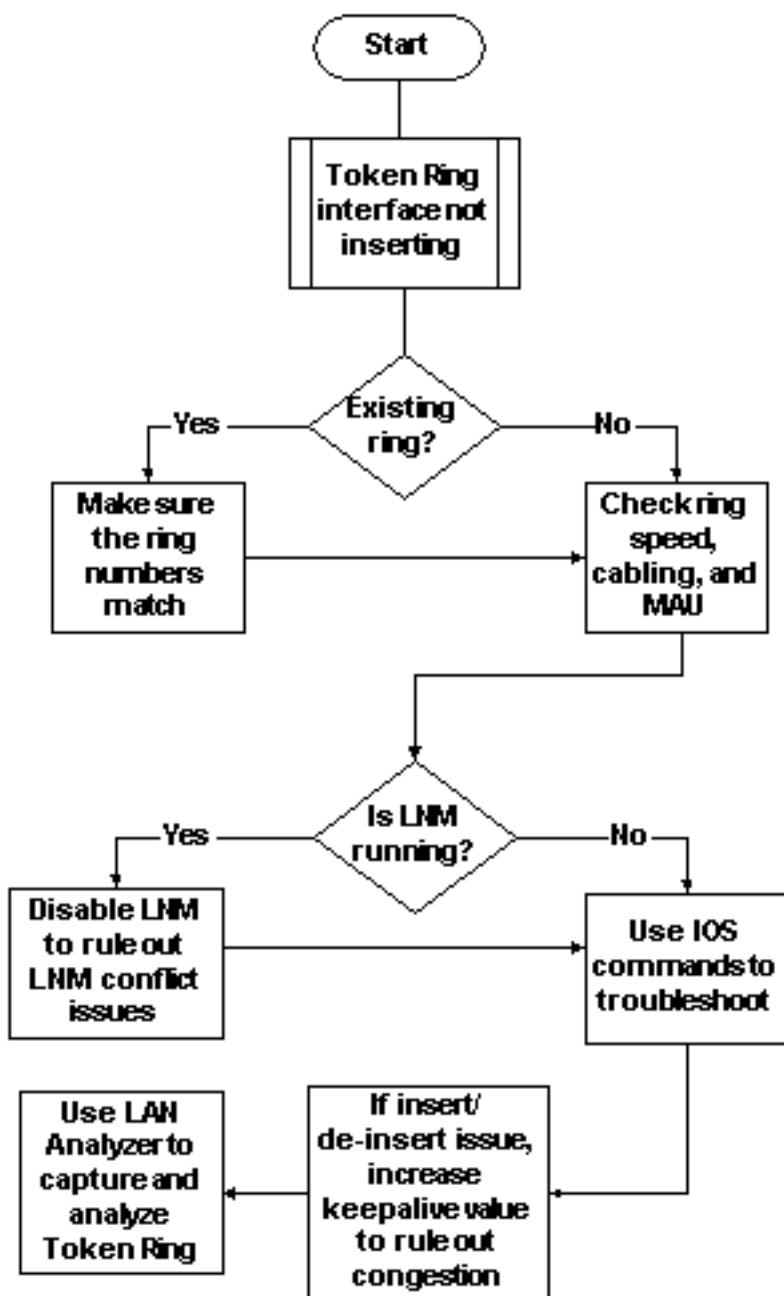 Start
Token Ring
interface not
inserting
Existing
ring?
Yes
No
Make sure
the ring
numbers
match
Check ring
speed,
cabling, and
MAU
Is LNM
running?
Yes
No
Disable LNM
to rule out
LNM conflict
issues
Use IOS
commands to
troubleshoot
If insert/
de-insert issue,
increase
keepalive value
to rule out
congestion
Use LAN
Analyzer to
capture and
analyze
Token Ring